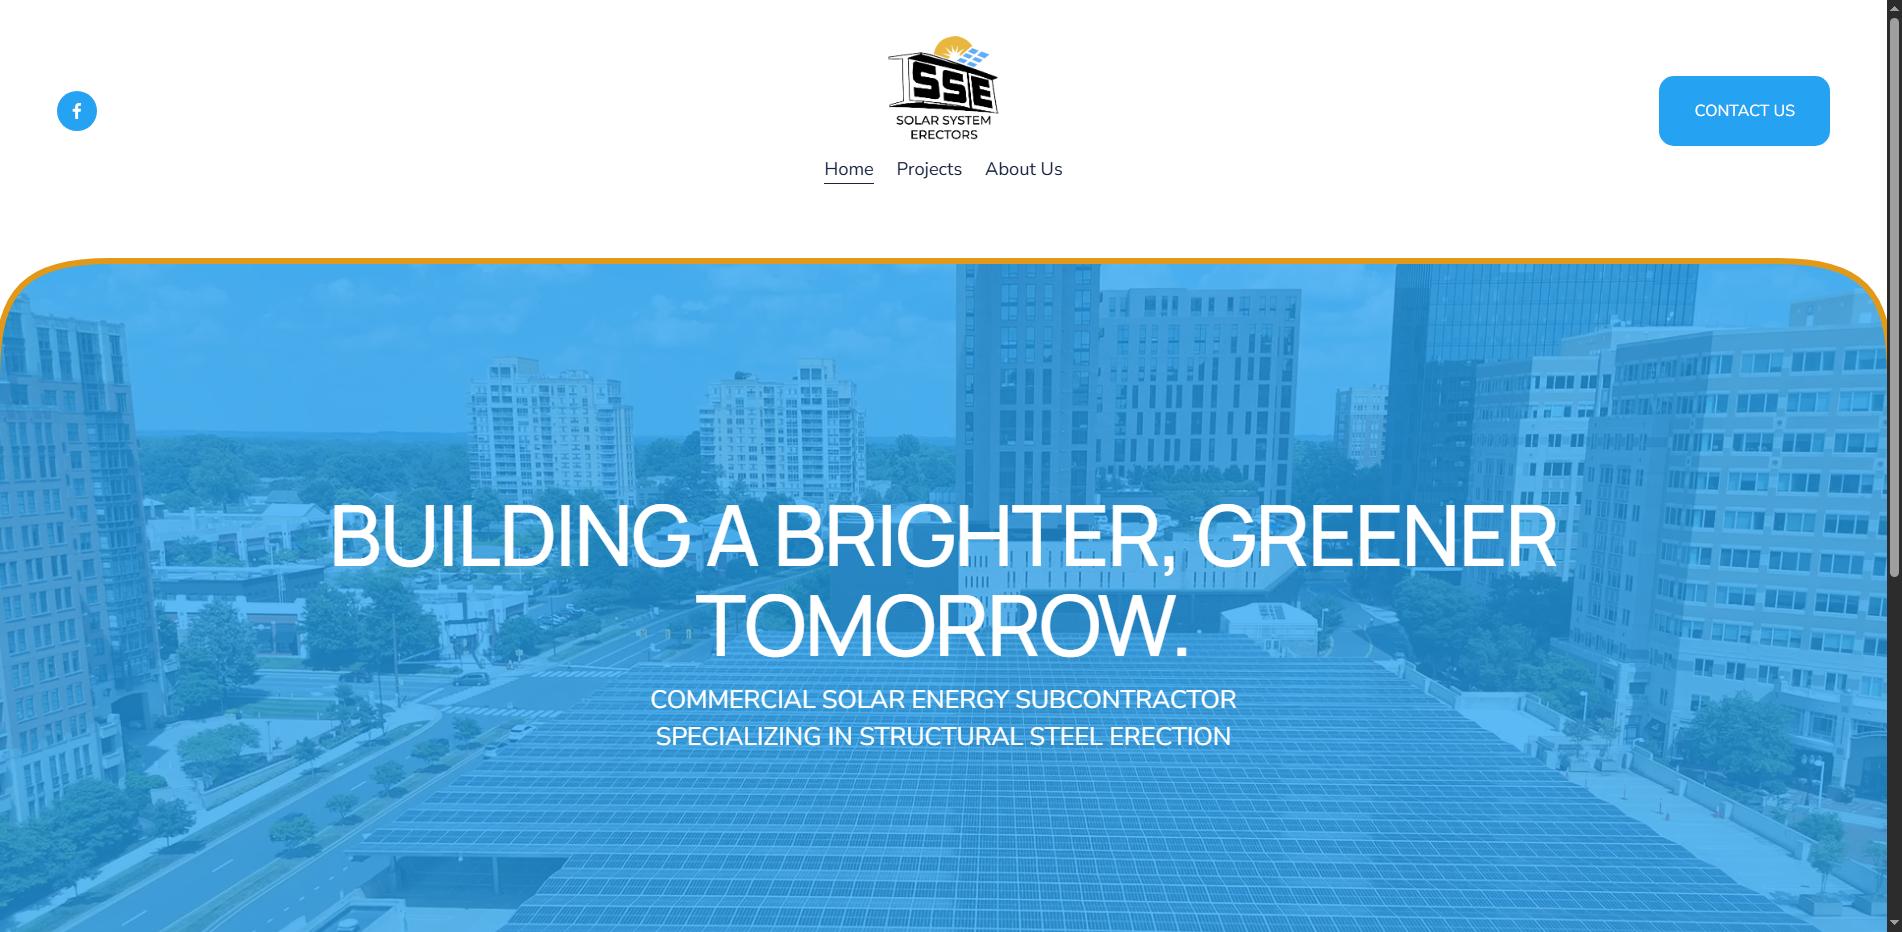 SSE
SOLAR SYSTEM
ERECTORS
CONTACT US
Home Projects About Us
BUILDING A BRIGHTER, GREENER
TOMORROW.
COMMERCIAL SOLAR ENERGY SUBCONTRACTOR
SPECIALIZING IN STRUCTURAL STEEL ERECTION